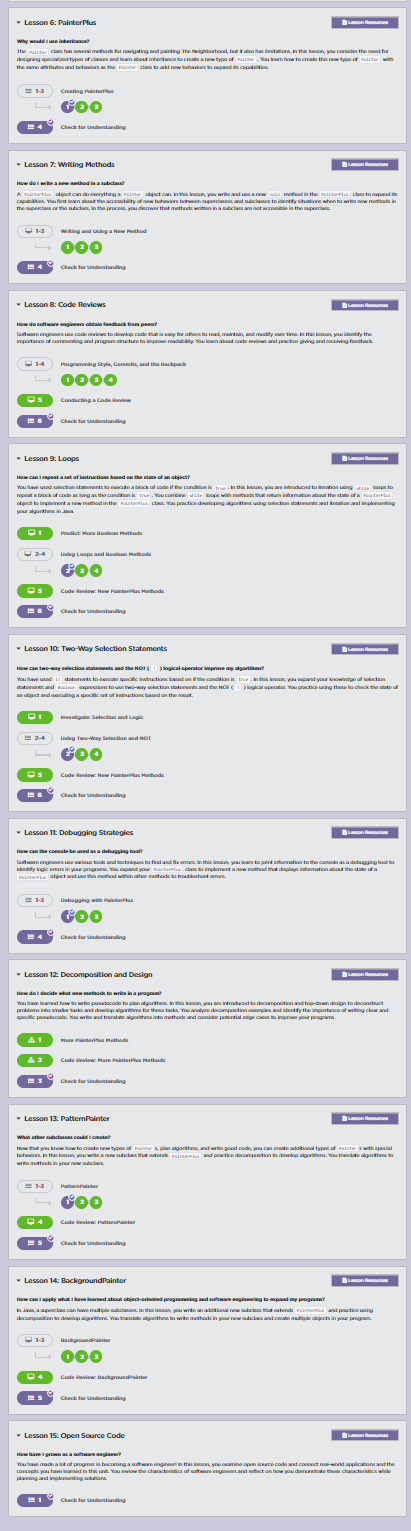 Lesson 6: PainterPlus
Lesson Resources
Why would I use inheritance?
The Painter class has several methods for navigating and painting The Neighborhood, but it also has limitations. In this lesson, you consider the need for
designing specialized types of classes and learn about inheritance to create a new type of Painter. You learn how to create this new type of Painter with
the same attributes and behaviors as the Painter class to add new behaviors to expand its capabilities.
1-3
Creating PainterPlus
1 2 3
4
Check for Understanding
Lesson 7: Writing Methods
Lesson Resources
How do I write a new method in a subclass?
A PainterPlus object can do everything a Painter object can. In this lesson, you write and use a new void method in the PainterPlus class to expand its
capabilities. You first learn about the accessibility of new behaviors between superclasses and subclasses to identify situations when to write new methods in
the superclass or the subclass. In the process, you discover that methods written in a subclass are not accessible in the superclass.
1-3
Writing and Using a New Method
1 2 3
4
Check for Understanding
Lesson 8: Code Reviews
Lesson Resources
How do software engineers obtain feedback from peers?
Software engineers use code reviews to develop code that is easy for others to read, maintain, and modify over time. In this lesson, you identify the
importance of commenting and program structure to improve readability. You learn about code reviews and practice giving and receiving feedback.
1-4
Programming Style, Commits, and the Backpack
1 2 3 4
5
Conducting a Code Review
6
Check for Understanding
Lesson 9: Loops
Lesson Resources
How can I repeat a set of instructions based on the state of an object?
You have used selection statements to execute a block of code if the condition is true. In this lesson, you are introduced to iteration using while loops to
repeat a block of code as long as the condition is true. You combine while loops with methods that return information about the state of a PainterPlus
object to implement a new method in the PainterPlus class. You practice developing algorithms using selection statements and iteration and implementing
your algorithms in Java.
1
Predict: More Boolean Methods
2-4
Using Loops and Boolean Methods
2 3 4
5
Code Review: New PainterPlus Methods
6
Check for Understanding
Lesson 10: Two-Way Selection Statements
Lesson Resources
How can two-way selection statements and the NOT ( ! ) logical operator improve my algorithms?
You have used if statements to execute specific instructions based on if the condition is true. In this lesson, you expand your knowledge of selection
statements and Boolean expressions to use two-way selection statements and the NOT ( ! ) logical operator. You practice using these to check the state of
an object and executing a specific set of instructions based on the result.
1
Investigate: Selection and Logic
2-4
Using Two-Way Selection and NOT
2 3 4
5
Code Review: New PainterPlus Methods
6
Check for Understanding
Lesson 11: Debugging Strategies
Lesson Resources
How can the console be used as a debugging tool?
Software engineers use various tools and techniques to find and fix errors. In this lesson, you learn to print information to the console as a debugging tool to
identify logic errors in your programs. You expand your PainterPlus class to implement a new method that displays information about the state of a
PainterPlus object and use this method within other methods to troubleshoot errors.
1-3
Debugging with PainterPlus
1 2 3
4
Check for Understanding
Lesson 12: Decomposition and Design
Lesson Resources
How do I decide what new methods to write in a program?
You have learned how to write pseudocode to plan algorithms. In this lesson, you are introduced to decomposition and top-down design to deconstruct
problems into smaller tasks and develop algorithms for these tasks. You analyze decomposition examples and identify the importance of writing clear and
specific pseudocode. You write and translate algorithms into methods and consider potential edge cases to improve your programs.
1
More PainterPlus Methods
2
Code Review: More PainterPlus Methods
3
Check for Understanding
Lesson 13: PatternPainter
Lesson Resources
What other subclasses could I create?
Now that you know how to create new types of Painter s, plan algorithms, and write good code, you can create additional types of Painter s with special
behaviors. In this lesson, you write a new subclass that extends PainterPlus and practice decomposition to develop algorithms. You translate algorithms to
write methods in your new subclass.
1-3
PatternPainter
1 2 3
4
Code Review: PatternPainter
5
Check for Understanding
Lesson 14: BackgroundPainter
Lesson Resources
How can I apply what I have learned about object-oriented programming and software engineering to expand my programs?
In Java, a superclass can have multiple subclasses. In this lesson, you write an additional new subclass that extends PainterPlus and practice using
decomposition to develop algorithms. You translate algorithms to write methods in your new subclass and create multiple objects in your program.
1-3
BackgroundPainter
1 2 3
4
Code Review: BackgroundPainter
5
Check for Understanding
Lesson 15: Open Source Code
Lesson Resources
How have I grown as a software engineer?
You have made a lot of progress in becoming a software engineer! In this lesson, you examine open source code and connect real-world applications and the
concepts you have learned in this unit. You review the characteristics of software engineers and reflect on how you demonstrate these characteristics while
planning and implementing solutions.
1
Check for Understanding